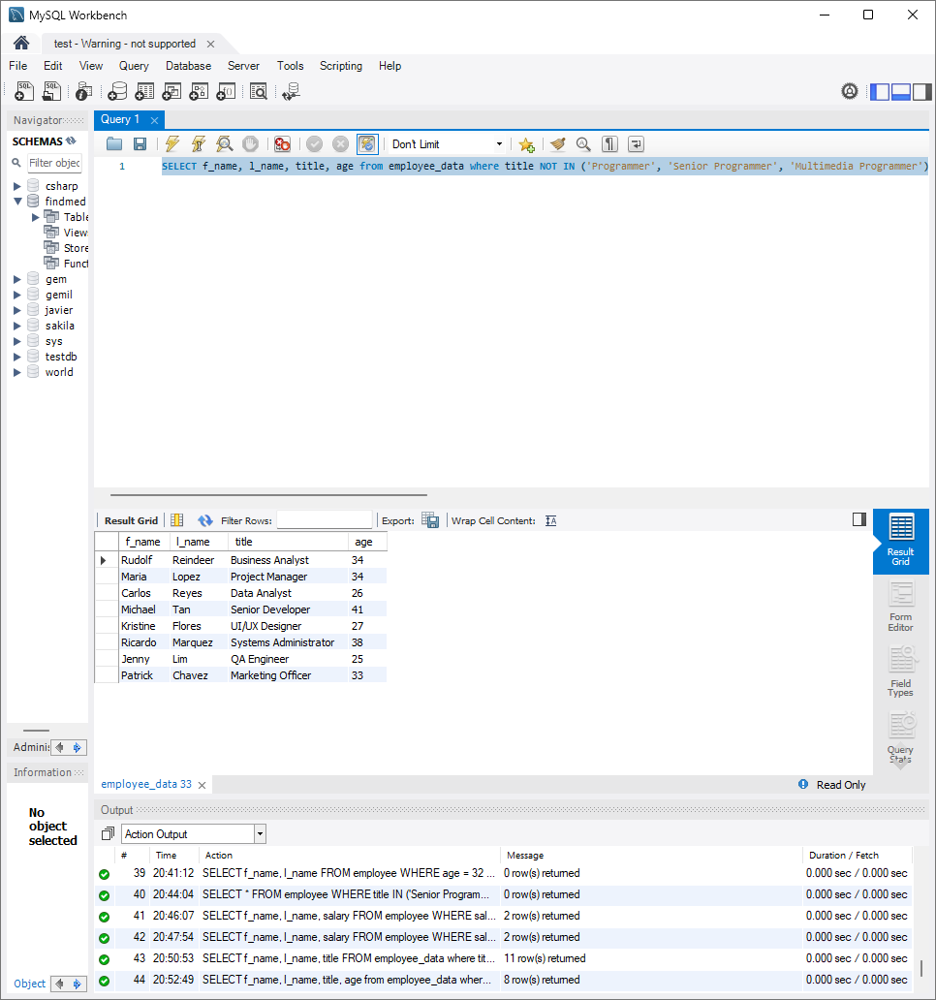 MySQL Workbench
test - Warning - not supported
File Edit View Query Database Server Tools Scripting Help
Navigator
SCHEMAS
Filter objec
csharp
findmed
Table
Views
Store
Funct
gem
gemil
javier
sakila
sys
testdb
world
Adminis
Information
No
object
selected
Object
Query 1
Don't Limit
1 SELECT f_name, l_name, title, age from employee_data where title NOT IN ('Programmer', 'Senior Programmer', 'Multimedia Programmer')
Result Grid Filter Rows: Export: Wrap Cell Content:
f_name l_name title age
Rudolf Reindeer Business Analyst 34
Maria Lopez Project Manager 34
Carlos Reyes Data Analyst 26
Michael Tan Senior Developer 41
Kristine Flores UI/UX Designer 27
Ricardo Marquez Systems Administrator 38
Jenny Lim QA Engineer 25
Patrick Chavez Marketing Officer 33
Result
Grid
Form
Editor
Field
Types
Query
Stats
employee_data 33
Read Only
Output
Action Output
# Time Action Message Duration / Fetch
39 20:41:12 SELECT f_name, l_name FROM employee WHERE age = 32 ... 0 row(s) returned 0.000 sec / 0.000 sec
40 20:44:04 SELECT * FROM employee WHERE title IN ('Senior Program... 0 row(s) returned 0.000 sec / 0.000 sec
41 20:46:07 SELECT f_name, l_name, salary FROM employee WHERE sal... 2 row(s) returned 0.000 sec / 0.000 sec
42 20:47:54 SELECT f_name, l_name, salary FROM employee WHERE sal... 2 row(s) returned 0.000 sec / 0.000 sec
43 20:50:53 SELECT f_name, l_name, title FROM employee_data where tit... 11 row(s) returned 0.000 sec / 0.000 sec
44 20:52:49 SELECT f_name, l_name, title, age from employee_data wher... 8 row(s) returned 0.000 sec / 0.000 sec